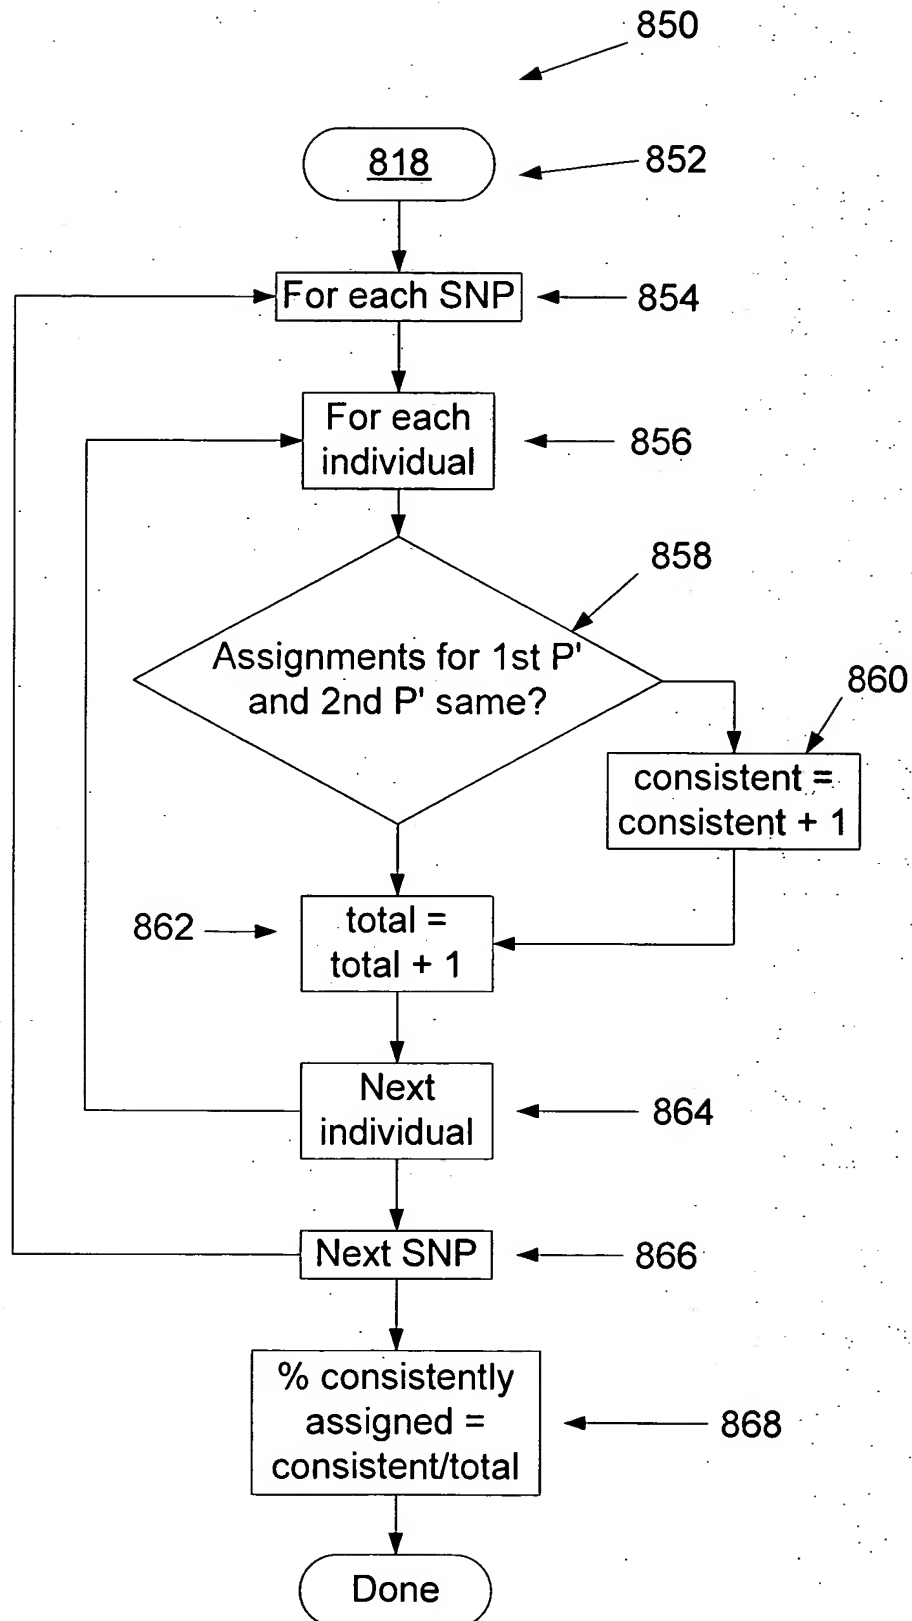 850
818
852
For each SNP
854
For each
individual
856
858
Assignments for 1st P'
and 2nd P' same?
860
consistent =
consistent + 1
862
total =
total + 1
Next
individual
864
Next SNP
866
% consistently
assigned =
consistent/total
868
Done